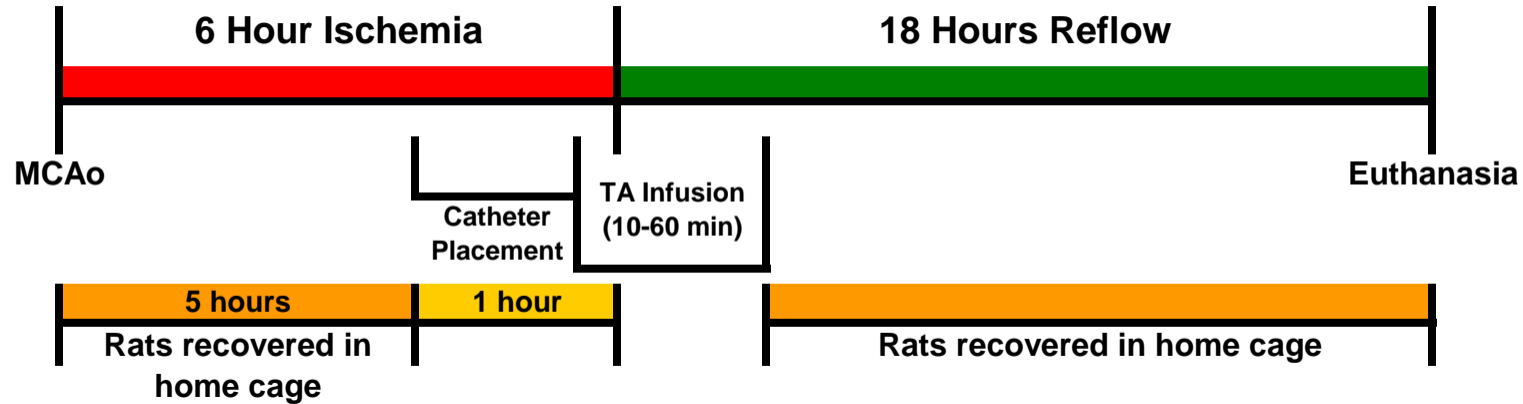 6 Hour Ischemia
18 Hours Reflow
MCAo
Euthanasia
TA Infusion
(10-60 min)
Catheter
Placement
5 hours
1 hour
Rats recovered in
home cage
Rats recovered in home cage